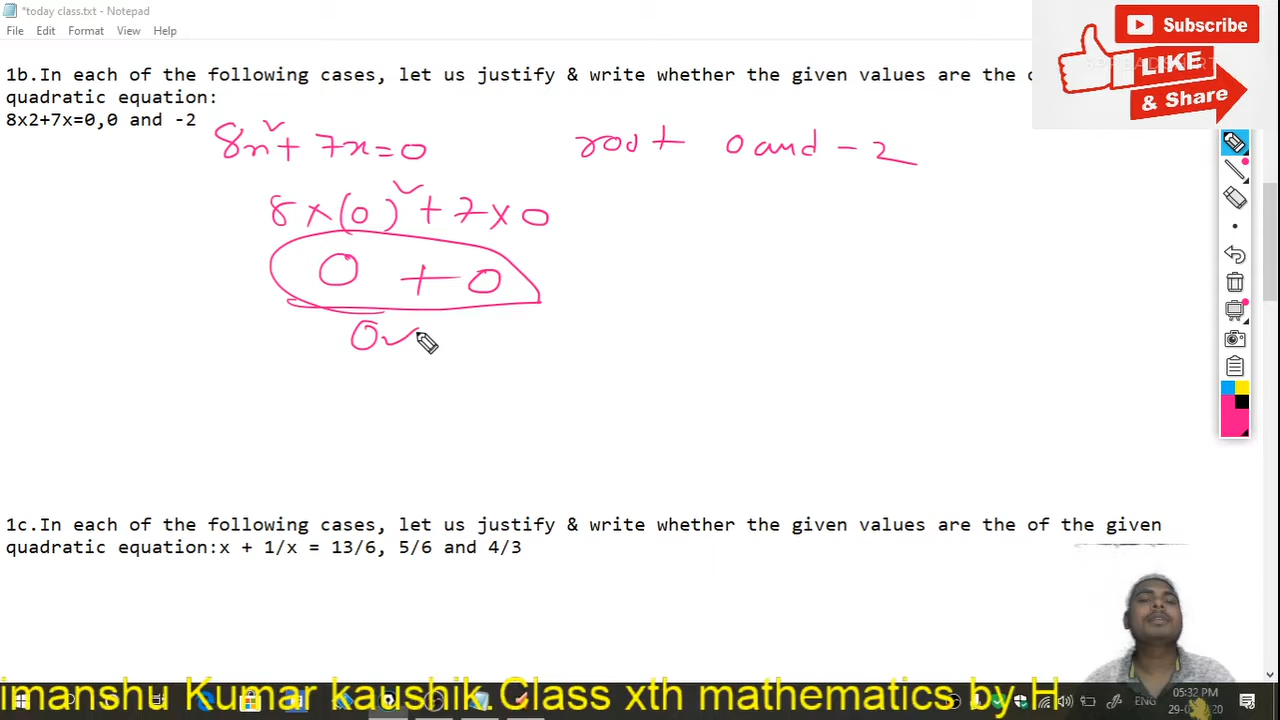 *today class.txt - Notepad
File Edit Format View Help
Subscribe
LIKE
& Share
1b.In each of the following cases, let us justify & write whether the given values are the o
quadratic equation:
8x2+7x=0,0 and -2
8x²+ 7x=0
root 0 and - 2
8×(0)²+7×0
0 + 0
0
1c.In each of the following cases, let us justify & write whether the given values are the of the given
quadratic equation:x + 1/x = 13/6, 5/6 and 4/3
imanshu Kumar kaushik.Class xth mathematics by H
ENG
05:32 PM